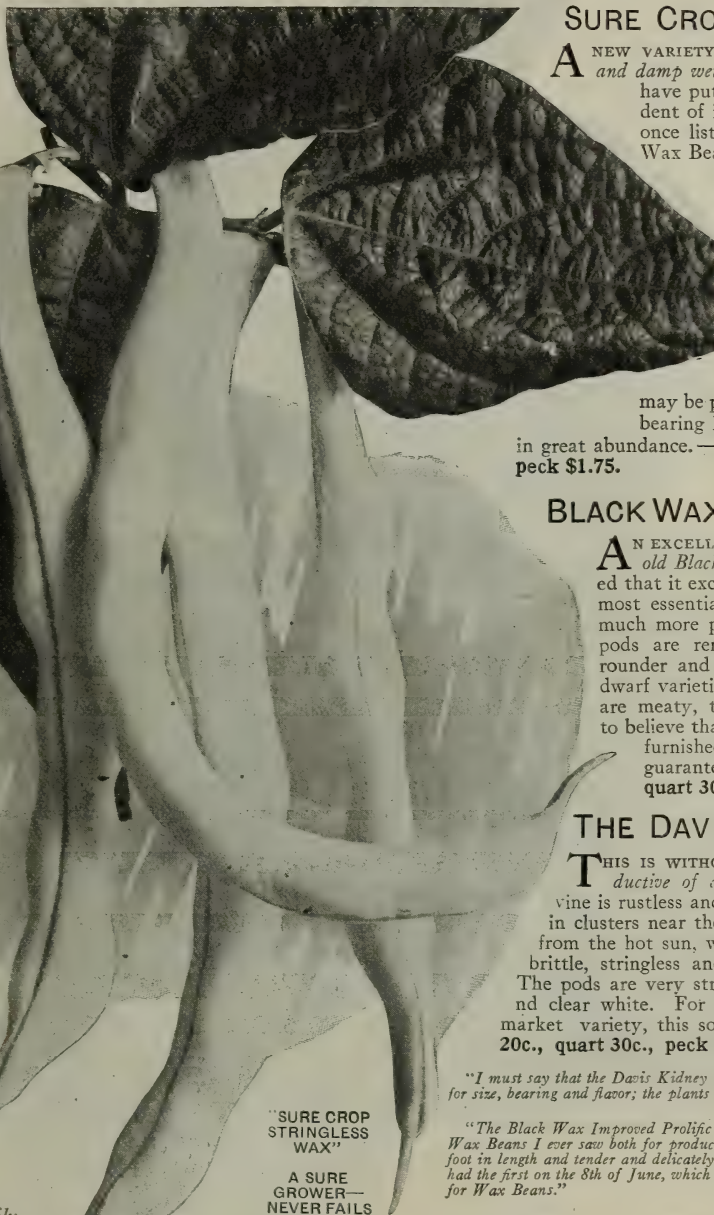 SURE CRO
A NEW VARIETY
and damp we
have put
dent of
once list
Wax Bea
may be
bearing
in great abundance.—
peck $1.75.
BLACK WAX
AN EXCELL
old Blac
ed that it exc
most essentia
much more p
pods are re
rounder and
dwarf varieti
are meaty, t
to believe tha
furnishe
guarante
quart 30
THE DAV
THIS IS WITHO
ductive of
vine is rustless an
in clusters near th
from the hot sun, w
brittle, stringless an
The pods are very str
nd clear white. For
market variety, this so
20c., quart 30c., peck
"I must say that the Davis Kidney
for size, bearing and flavor; the plants
"The Black Wax Improved Prolific
Wax Beans I ever saw both for produc
foot in length and tender and delicately
had the first on the 8th of June, which
for Wax Beans."
"SURE CROP
STRINGLESS
WAX"
A SURE
GROWER—
NEVER FAILS